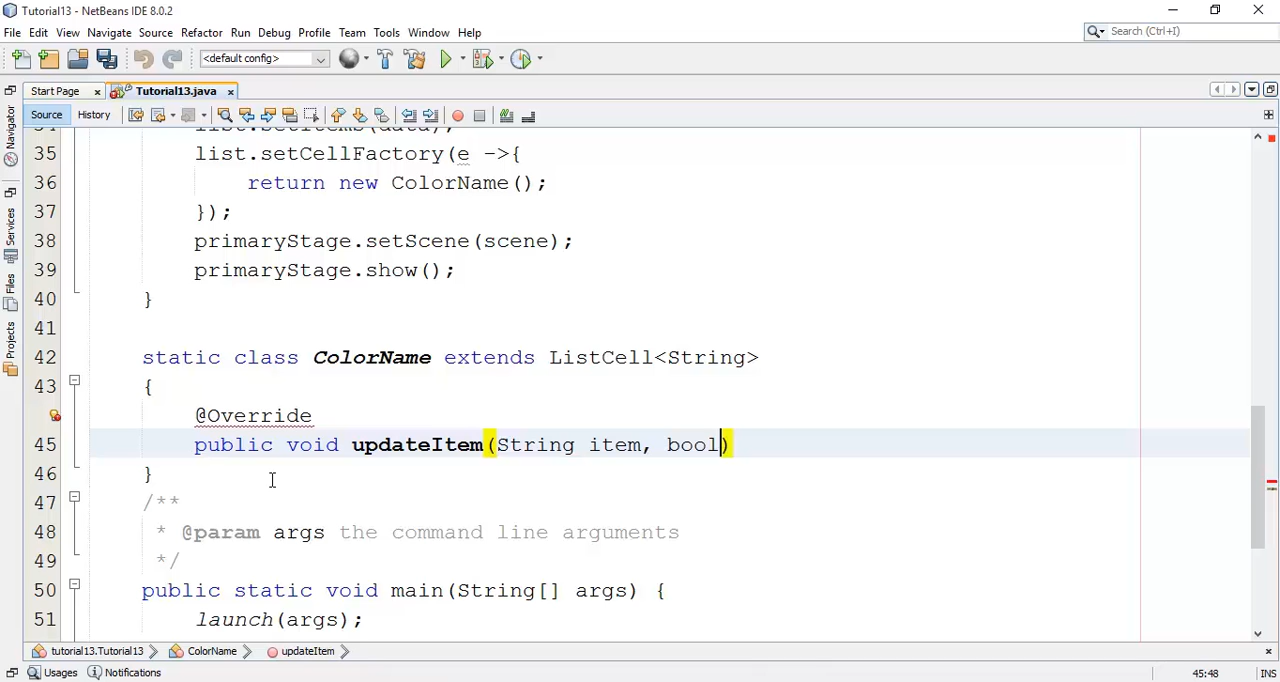 Tutorial13 - NetBeans IDE 8.0.2
File Edit View Navigate Source Refactor Run Debug Profile Team Tools Window Help
Search (Ctrl+I)
<default config>
Start Page x Tutorial13.java x
Source History
Navigator
Services
Files
Projects
35 list.setCellFactory(e ->{
36 return new ColorName();
37 });
38 primaryStage.setScene(scene);
39 primaryStage.show();
40 }
41
42 static class ColorName extends ListCell<String>
43 {
@Override
45 public void updateItem(String item, bool)
46 }
47 /**
48 * @param args the command line arguments
49 */
50 public static void main(String[] args) {
51 launch(args);
tutorial13.Tutorial13 ColorName updateItem
Usages Notifications 45:48 INS